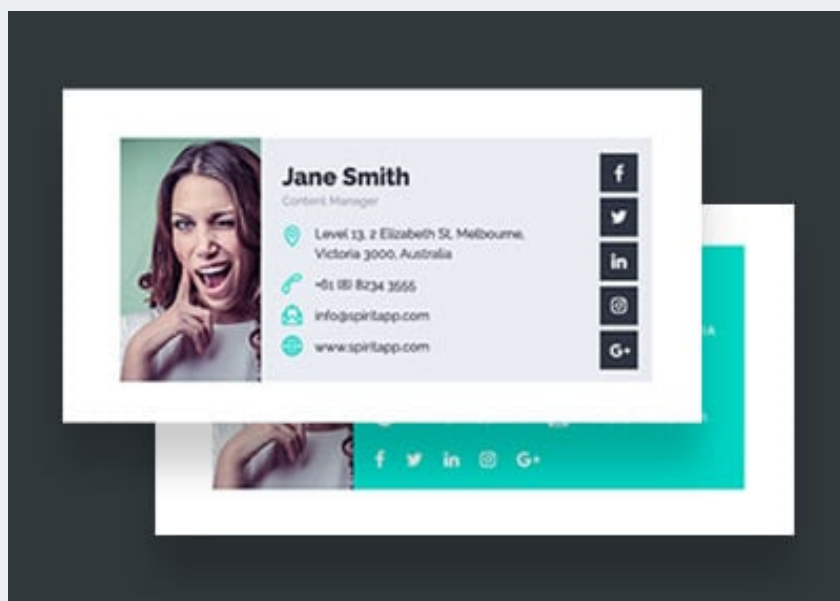 Jane Smith
Content Manager
Level 13, 2 Elizabeth St, Melbourne,
Victoria 3000, Australia
+61 (8) 8234 3555
info@spiritapp.com
www.spiritapp.com
f
in
G+
IA
f
in
G+